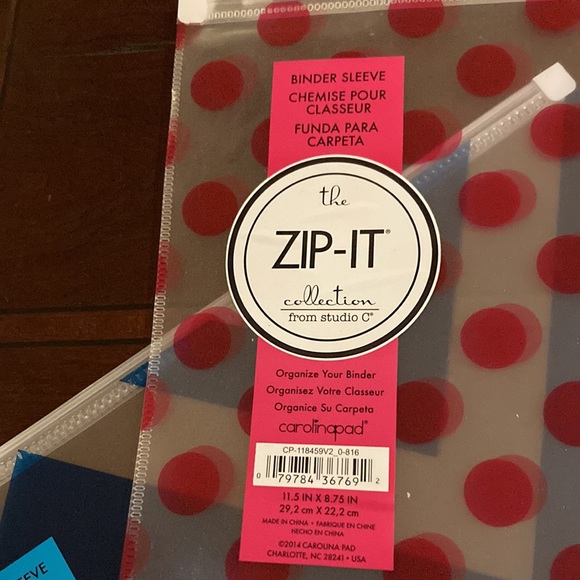 BINDER SLEEVE
CHEMISE POUR
CLASSEUR
FUNDA PARA
CARPETA
the
ZIP-IT®
collection
from studio C®
Organize Your Binder
Organisez Votre Classeur
Organice Su Carpeta
carolinapad®
CP-118459V2_0-816
0 79784 36769 2
11.5 IN X 8.75 IN
29,2 cm X 22,2 cm
MADE IN CHINA • FABRIQUE EN CHINE
HECHO EN CHINA
©2014 CAROLINA PAD
CHARLOTTE, NC 28241 • USA
EEVE